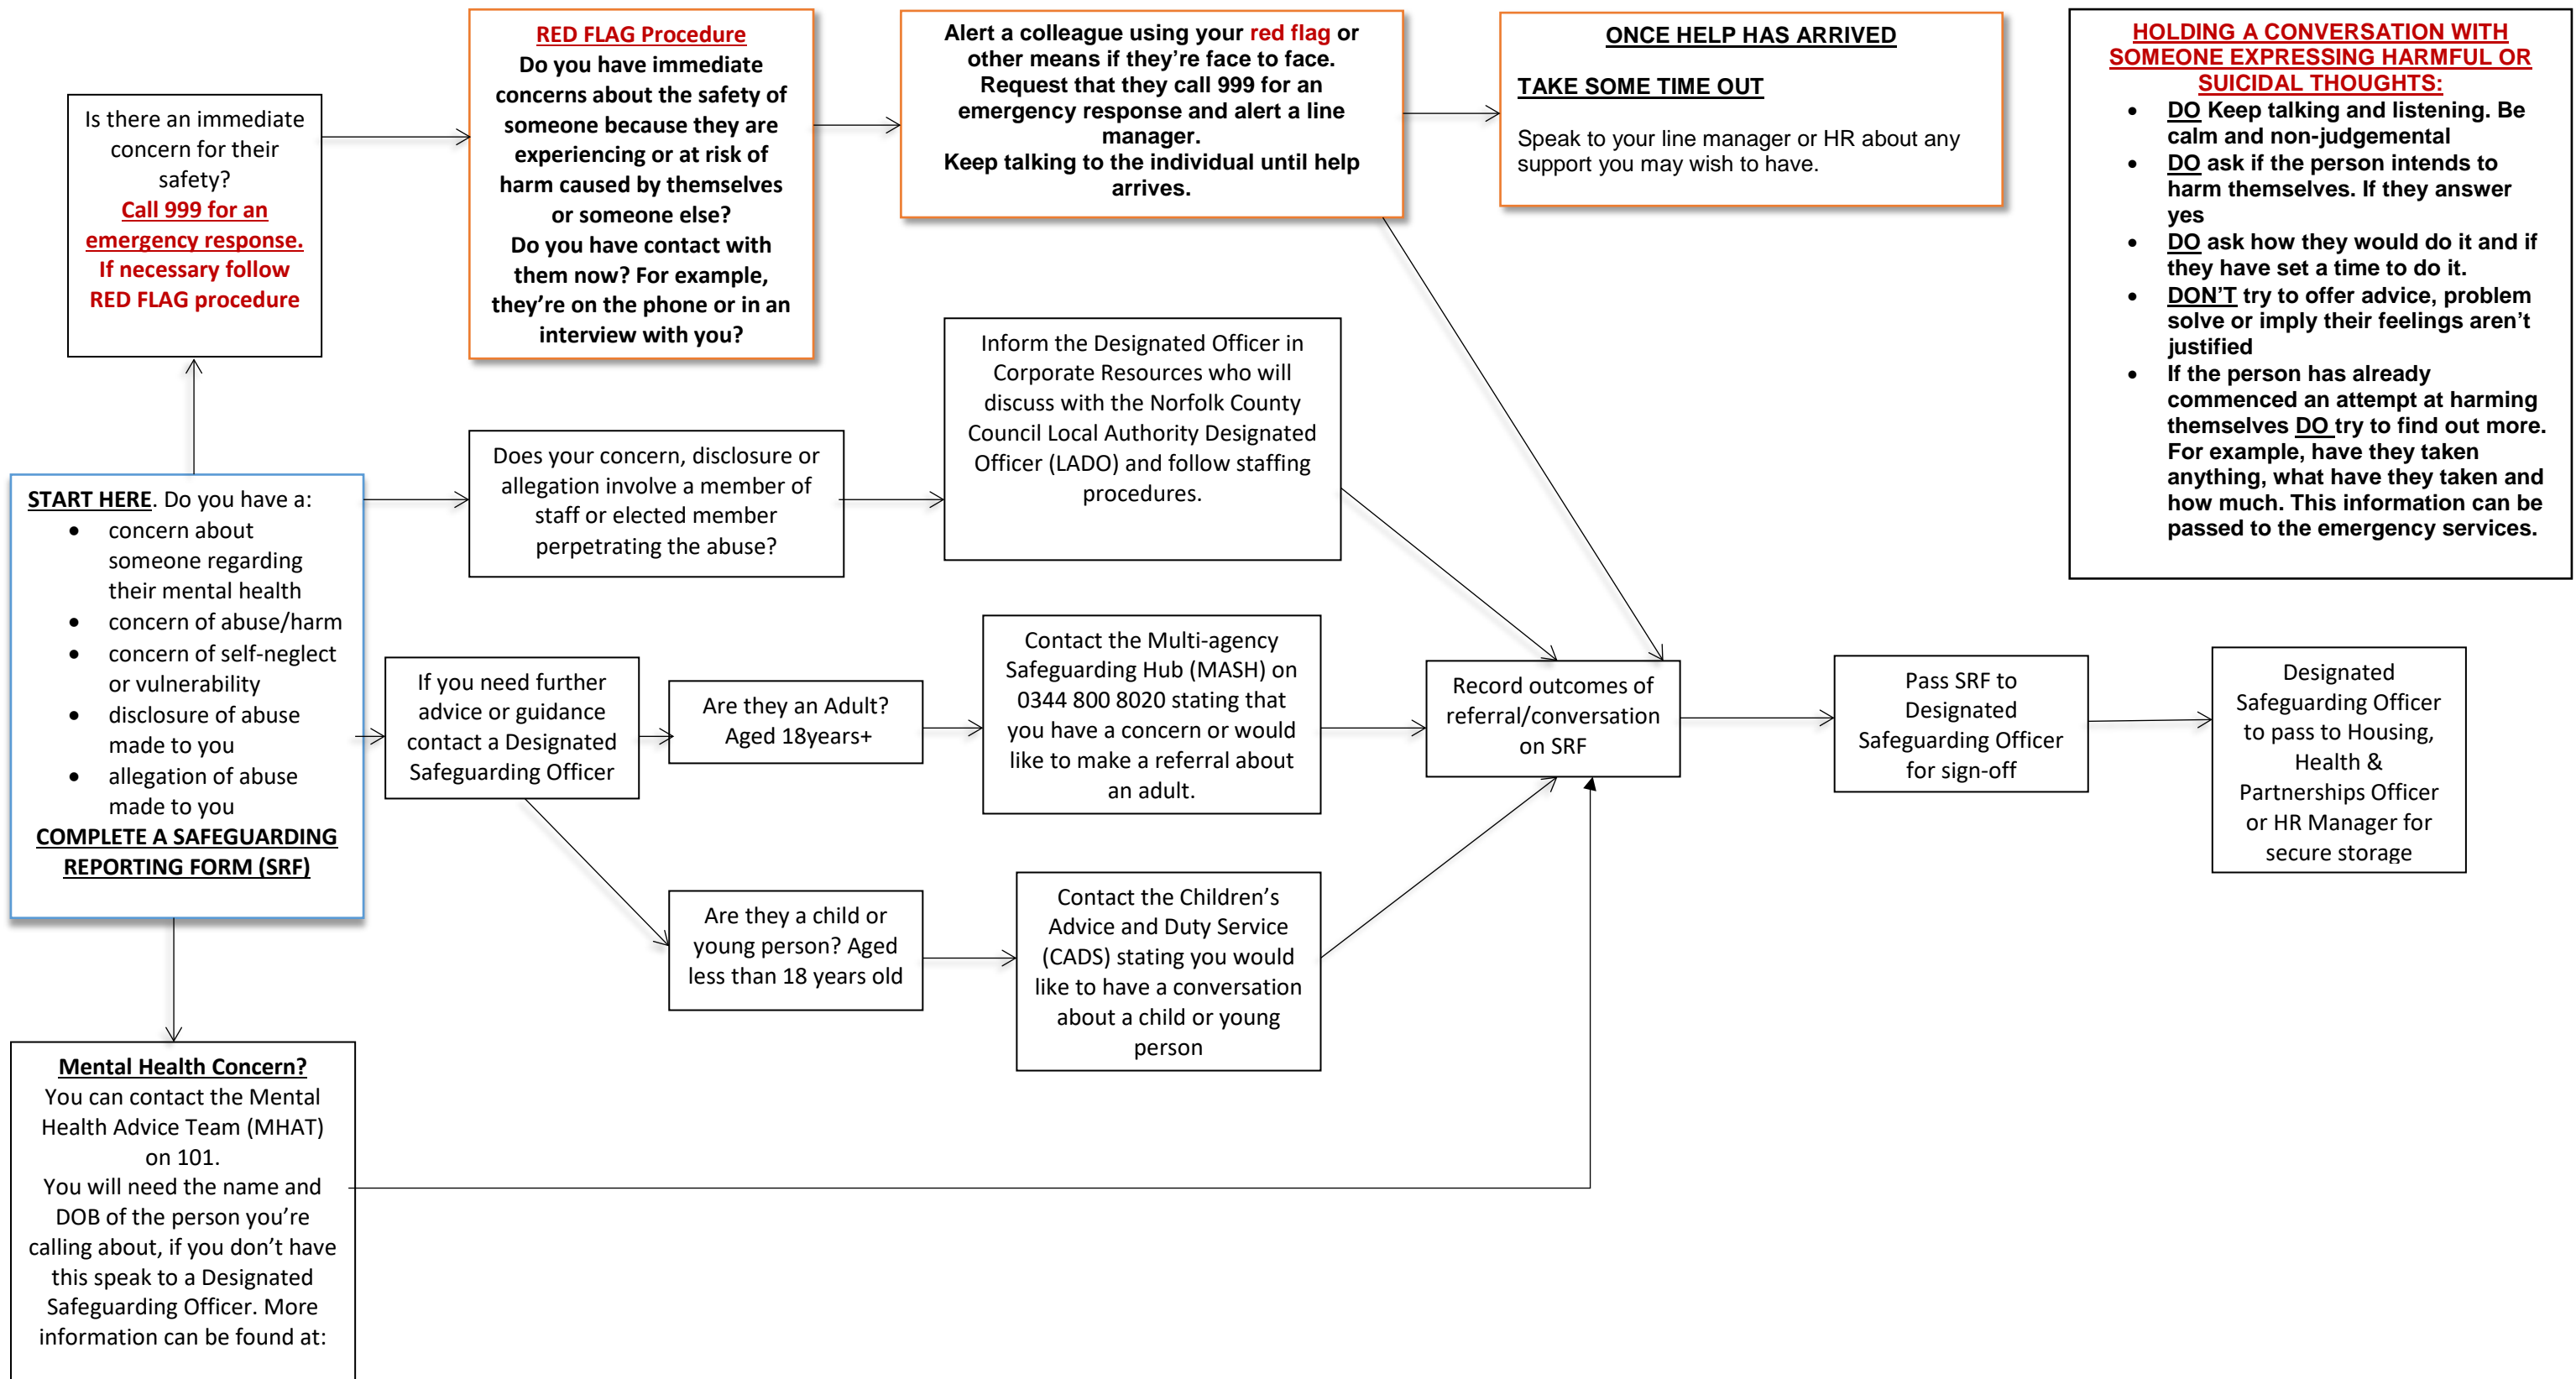 Is there an immediate
concern for their
safety?
Call 999 for an
emergency response.
If necessary follow
RED FLAG procedure
RED FLAG Procedure
Do you have immediate
concerns about the safety of
someone because they are
experiencing or at risk of
harm caused by themselves
or someone else?
Do you have contact with
them now? For example,
they're on the phone or in an
interview with you?
Alert a colleague using your red flag or
other means if they're face to face.
Request that they call 999 for an
emergency response and alert a line
manager.
Keep talking to the individual until help
arrives.
ONCE HELP HAS ARRIVED
TAKE SOME TIME OUT
Speak to your line manager or HR about any
support you may wish to have.
HOLDING A CONVERSATION WITH
SOMEONE EXPRESSING HARMFUL OR
SUICIDAL THOUGHTS:
• DO Keep talking and listening. Be
calm and non-judgemental
• DO ask if the person intends to
harm themselves. If they answer
yes
• DO ask how they would do it and if
they have set a time to do it.
• DON'T try to offer advice, problem
solve or imply their feelings aren't
justified
• If the person has already
commenced an attempt at harming
themselves DO try to find out more.
For example, have they taken
anything, what have they taken and
how much. This information can be
passed to the emergency services.
START HERE. Do you have a:
• concern about
someone regarding
their mental health
• concern of abuse/harm
• concern of self-neglect
or vulnerability
• disclosure of abuse
made to you
• allegation of abuse
made to you
COMPLETE A SAFEGUARDING
REPORTING FORM (SRF)
Does your concern, disclosure or
allegation involve a member of
staff or elected member
perpetrating the abuse?
Inform the Designated Officer in
Corporate Resources who will
discuss with the Norfolk County
Council Local Authority Designated
Officer (LADO) and follow staffing
procedures.
If you need further
advice or guidance
contact a Designated
Safeguarding Officer
Are they an Adult?
Aged 18years+
Contact the Multi-agency
Safeguarding Hub (MASH) on
0344 800 8020 stating that
you have a concern or would
like to make a referral about
an adult.
Are they a child or
young person? Aged
less than 18 years old
Contact the Children's
Advice and Duty Service
(CADS) stating you would
like to have a conversation
about a child or young
person
Record outcomes of
referral/conversation
on SRF
Pass SRF to
Designated
Safeguarding Officer
for sign-off
Designated
Safeguarding Officer
to pass to Housing,
Health &
Partnerships Officer
or HR Manager for
secure storage
Mental Health Concern?
You can contact the Mental
Health Advice Team (MHAT)
on 101.
You will need the name and
DOB of the person you're
calling about, if you don't have
this speak to a Designated
Safeguarding Officer. More
information can be found at: